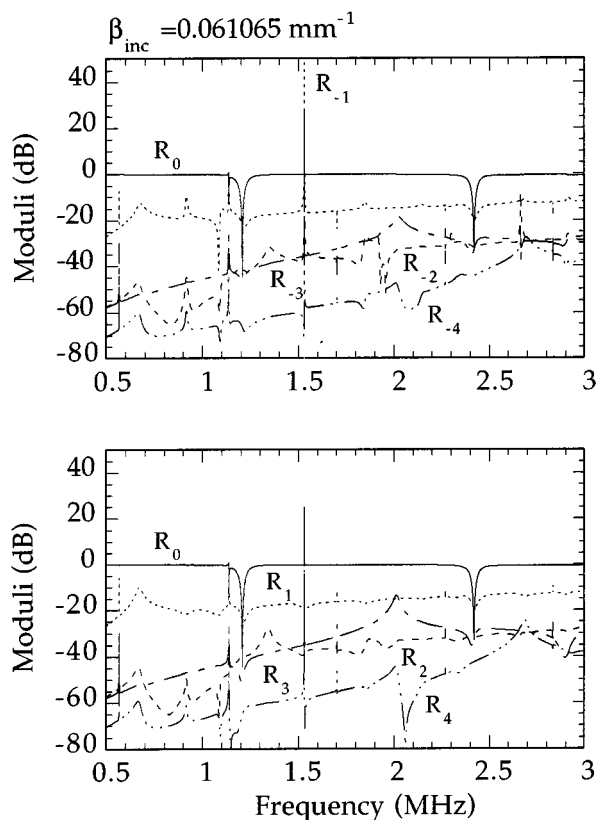 β_inc =0.061065 mm⁻¹
40
20
0
-20
-40
-60
-80
Moduli (dB)
R_0
R_-1
R_-2
R_-3
R_-4
0.5 1 1.5 2 2.5 3
40
20
0
-20
-40
-60
-80
Moduli (dB)
R_0
R_1
R_2
R_3
R_4
0.5 1 1.5 2 2.5 3
Frequency (MHz)